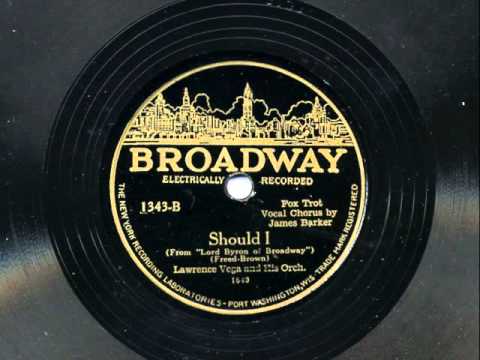 BROADWAY
ELECTRICALLY RECORDED
1343-B
Fox Trot
Vocal Chorus by
James Barker
Should I
(From "Lord Byron of Broadway")
(Freed-Brown)
Lawrence Vega and His Orch.
THE NEW YORK RECORDING LABORATORIES - PORT WASHINGTON, WIS. TRADE MARK REGISTERED